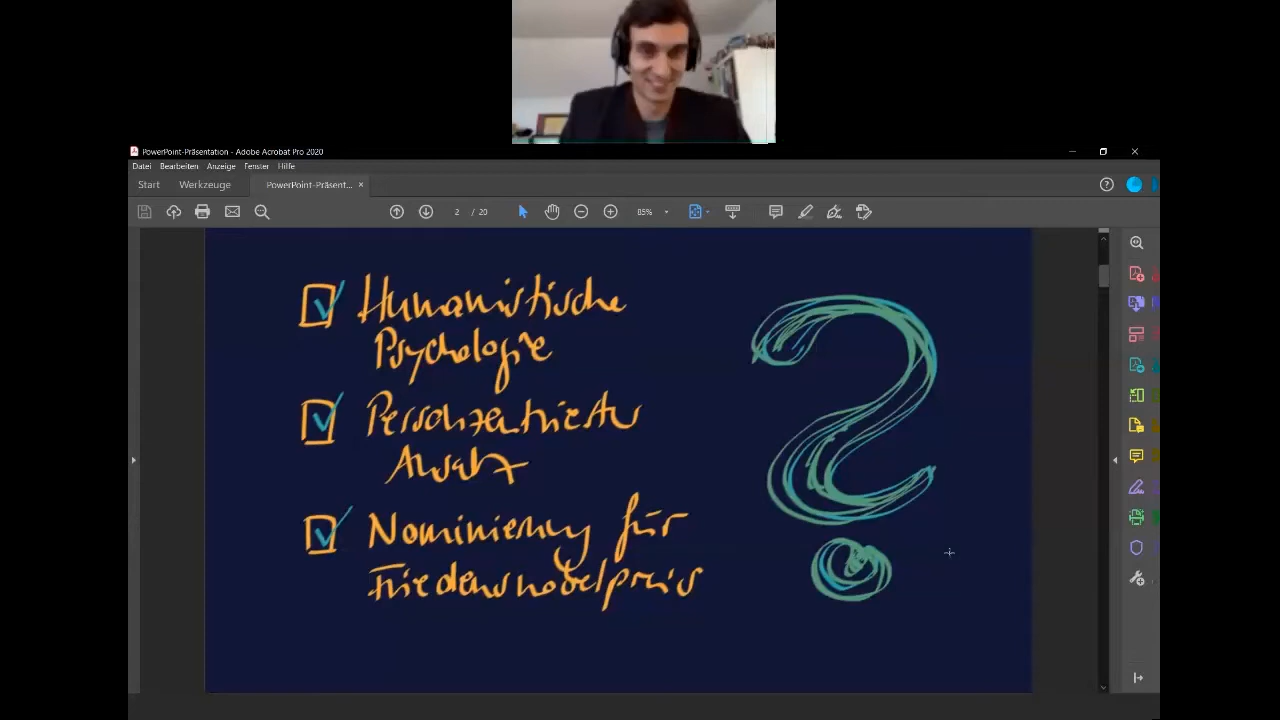 PowerPoint-Präsentation - Adobe Acrobat Pro 2020
Datei Bearbeiten Anzeige Fenster Hilfe
Start Werkzeuge PowerPoint-Präsent... ×
2 / 20 85%
Humanistische
Psychologie
Personzentrierter
Ansatz
Nominierung für
Friedensnobelpreis
?